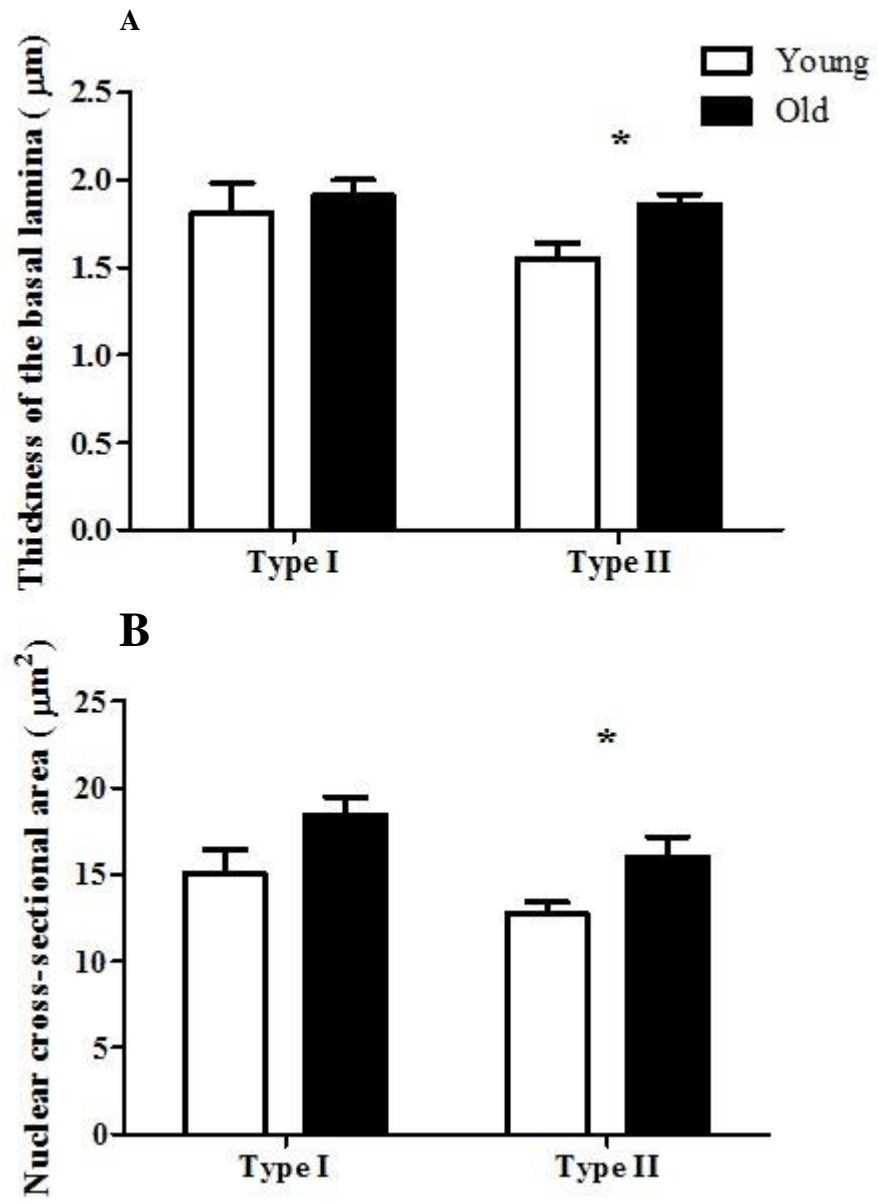 A
Young
Old
Thickness of the basal lamina ( μm)
2.5
2.0
1.5
1.0
0.5
0.0
*
Type I
Type II
B
Nuclear cross-sectional area ( μm²)
25
20
15
10
5
0
*
Type I
Type II